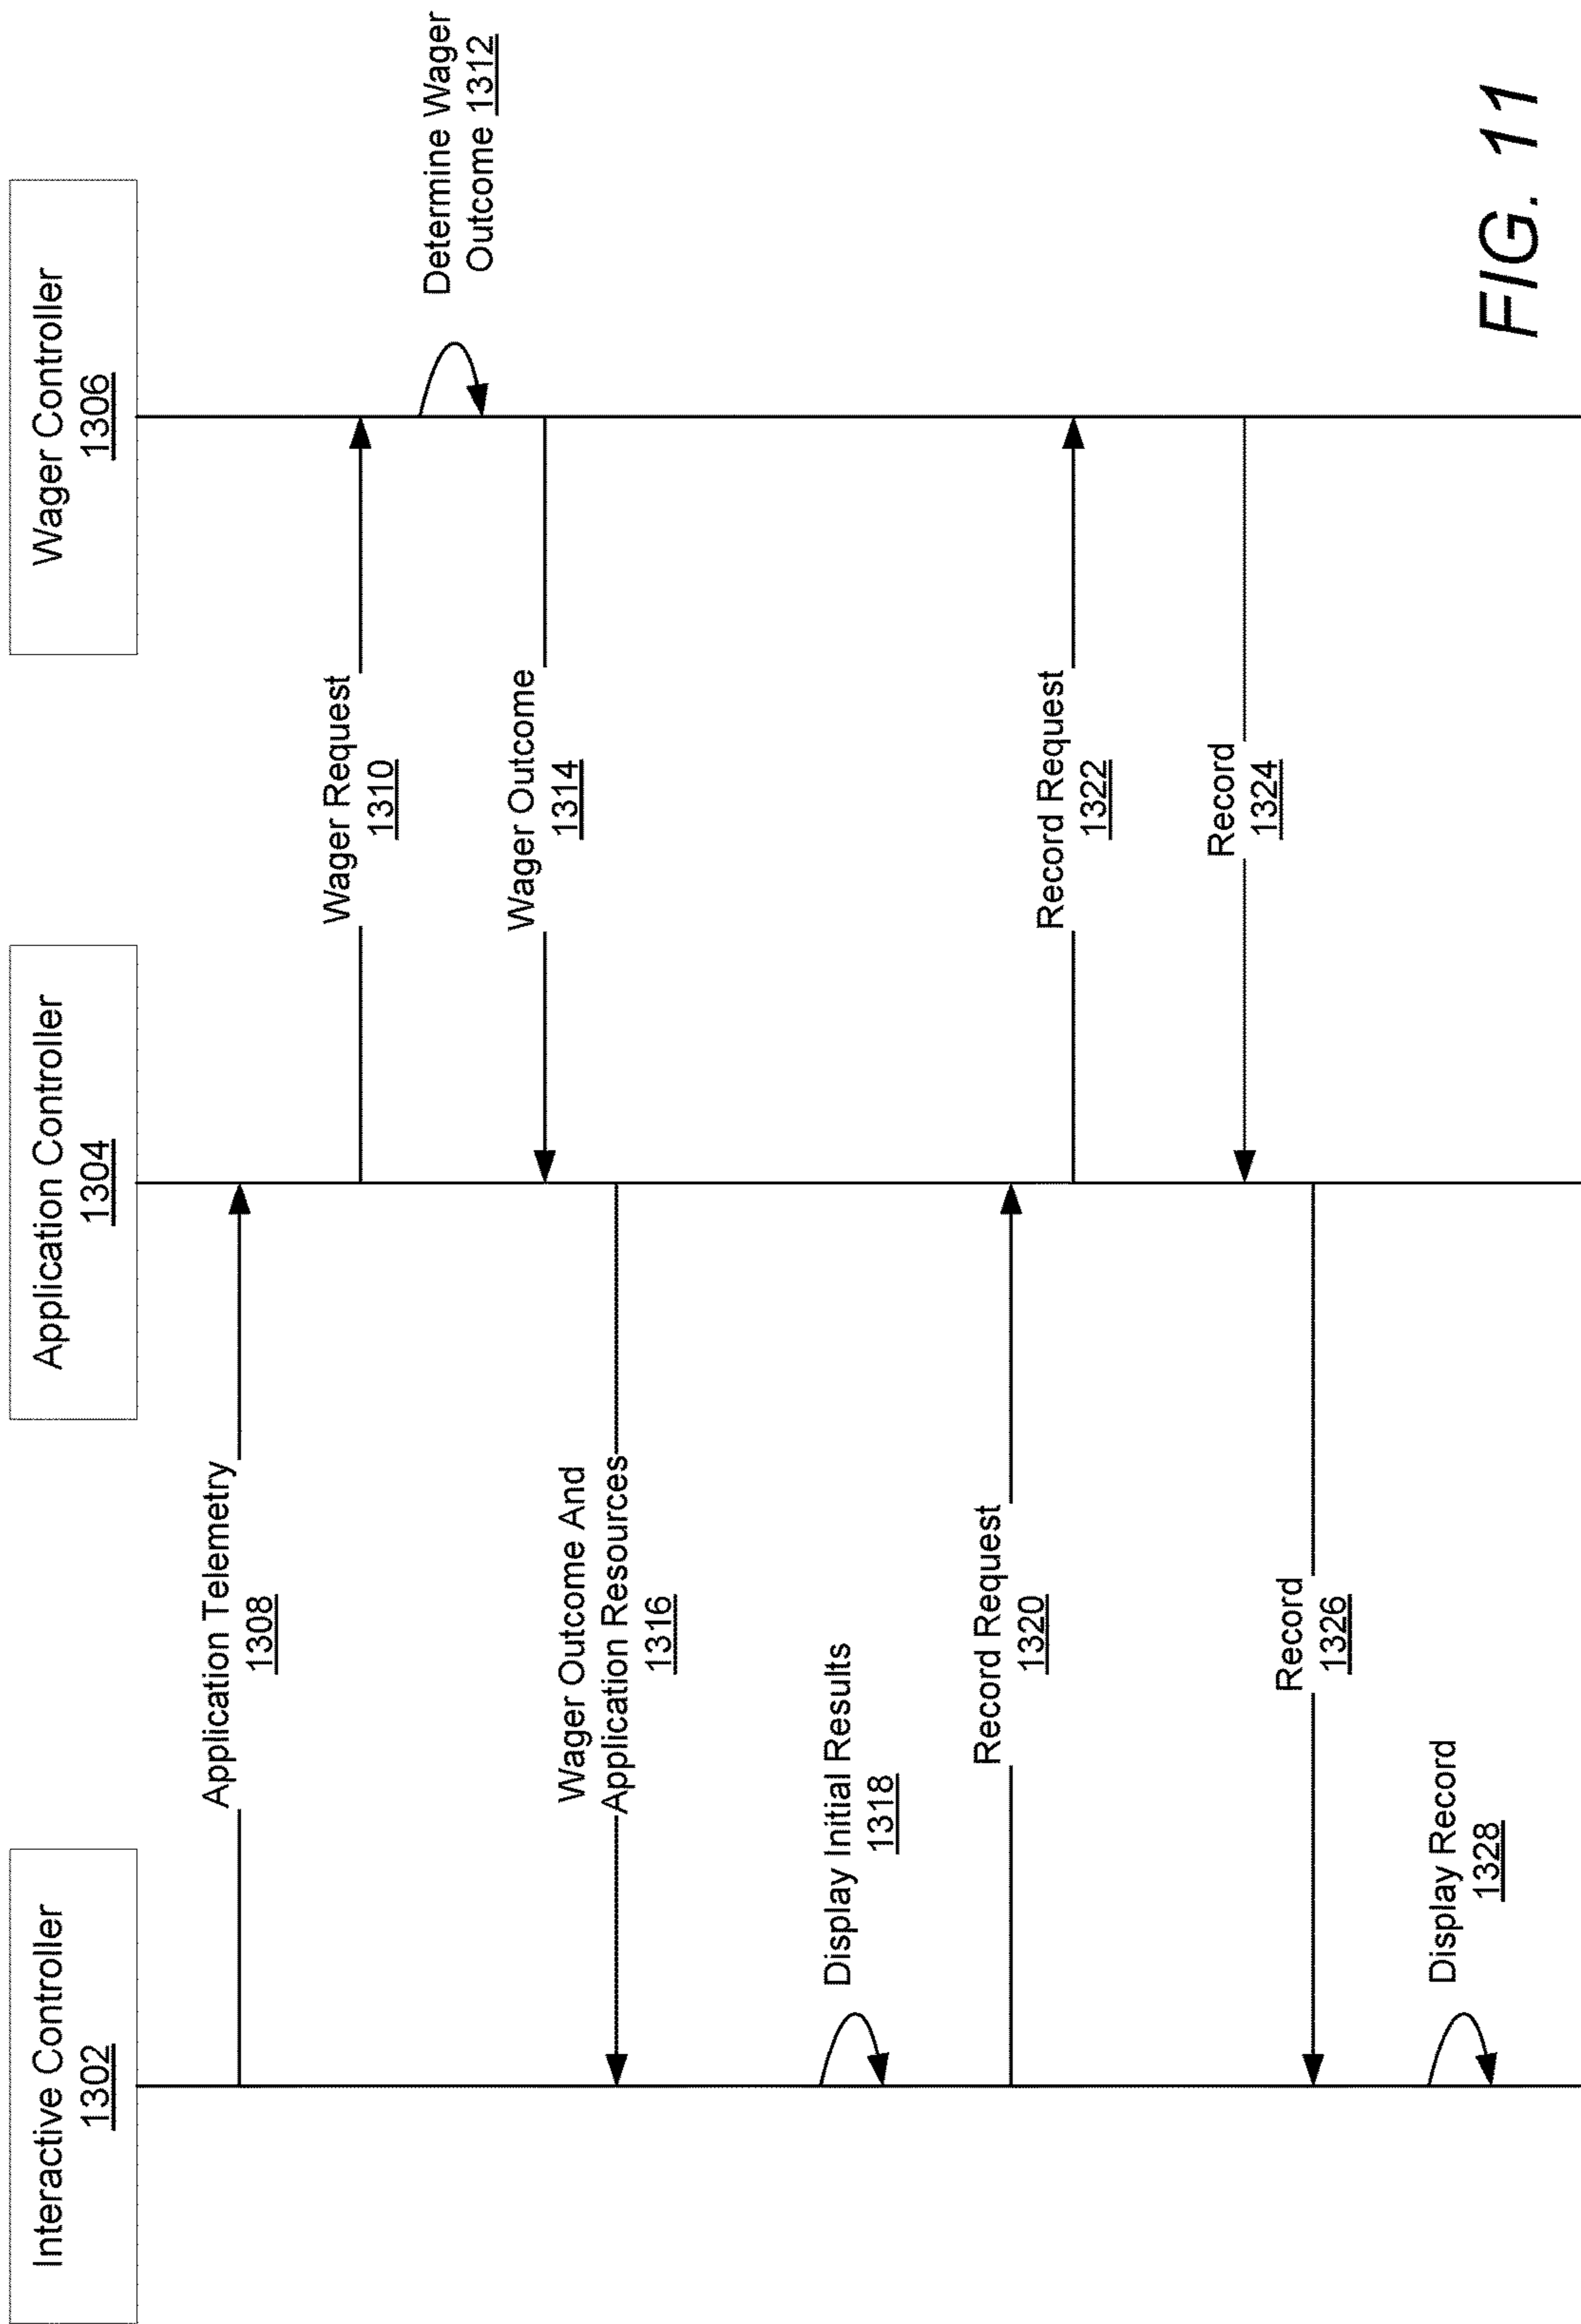 Interactive Controller
1302
Application Controller
1304
Wager Controller
1306
Application Telemetry
1308
Wager Request
1310
Determine Wager
Outcome 1312
Wager Outcome
1314
Wager Outcome And
Application Resources
1316
Display Initial Results
1318
Record Request
1320
Record Request
1322
Record
1324
Record
1326
Display Record
1328
FIG. 11